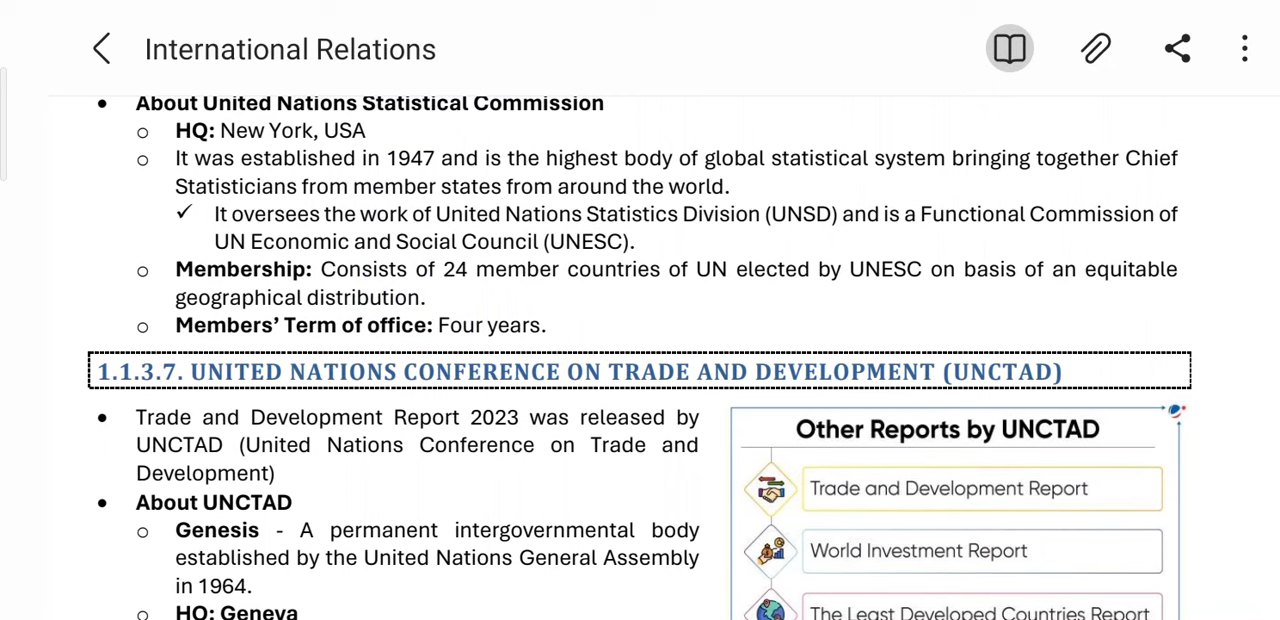 International Relations
• About United Nations Statistical Commission
o HQ: New York, USA
o It was established in 1947 and is the highest body of global statistical system bringing together Chief
Statisticians from member states from around the world.
✓ It oversees the work of United Nations Statistics Division (UNSD) and is a Functional Commission of
UN Economic and Social Council (UNESC).
o Membership: Consists of 24 member countries of UN elected by UNESC on basis of an equitable
geographical distribution.
o Members’ Term of office: Four years.
1.1.3.7. UNITED NATIONS CONFERENCE ON TRADE AND DEVELOPMENT (UNCTAD)
• Trade and Development Report 2023 was released by
UNCTAD (United Nations Conference on Trade and
Development)
• About UNCTAD
o Genesis - A permanent intergovernmental body
established by the United Nations General Assembly
in 1964.
o HQ: Geneva
Other Reports by UNCTAD
Trade and Development Report
World Investment Report
The Least Developed Countries Report